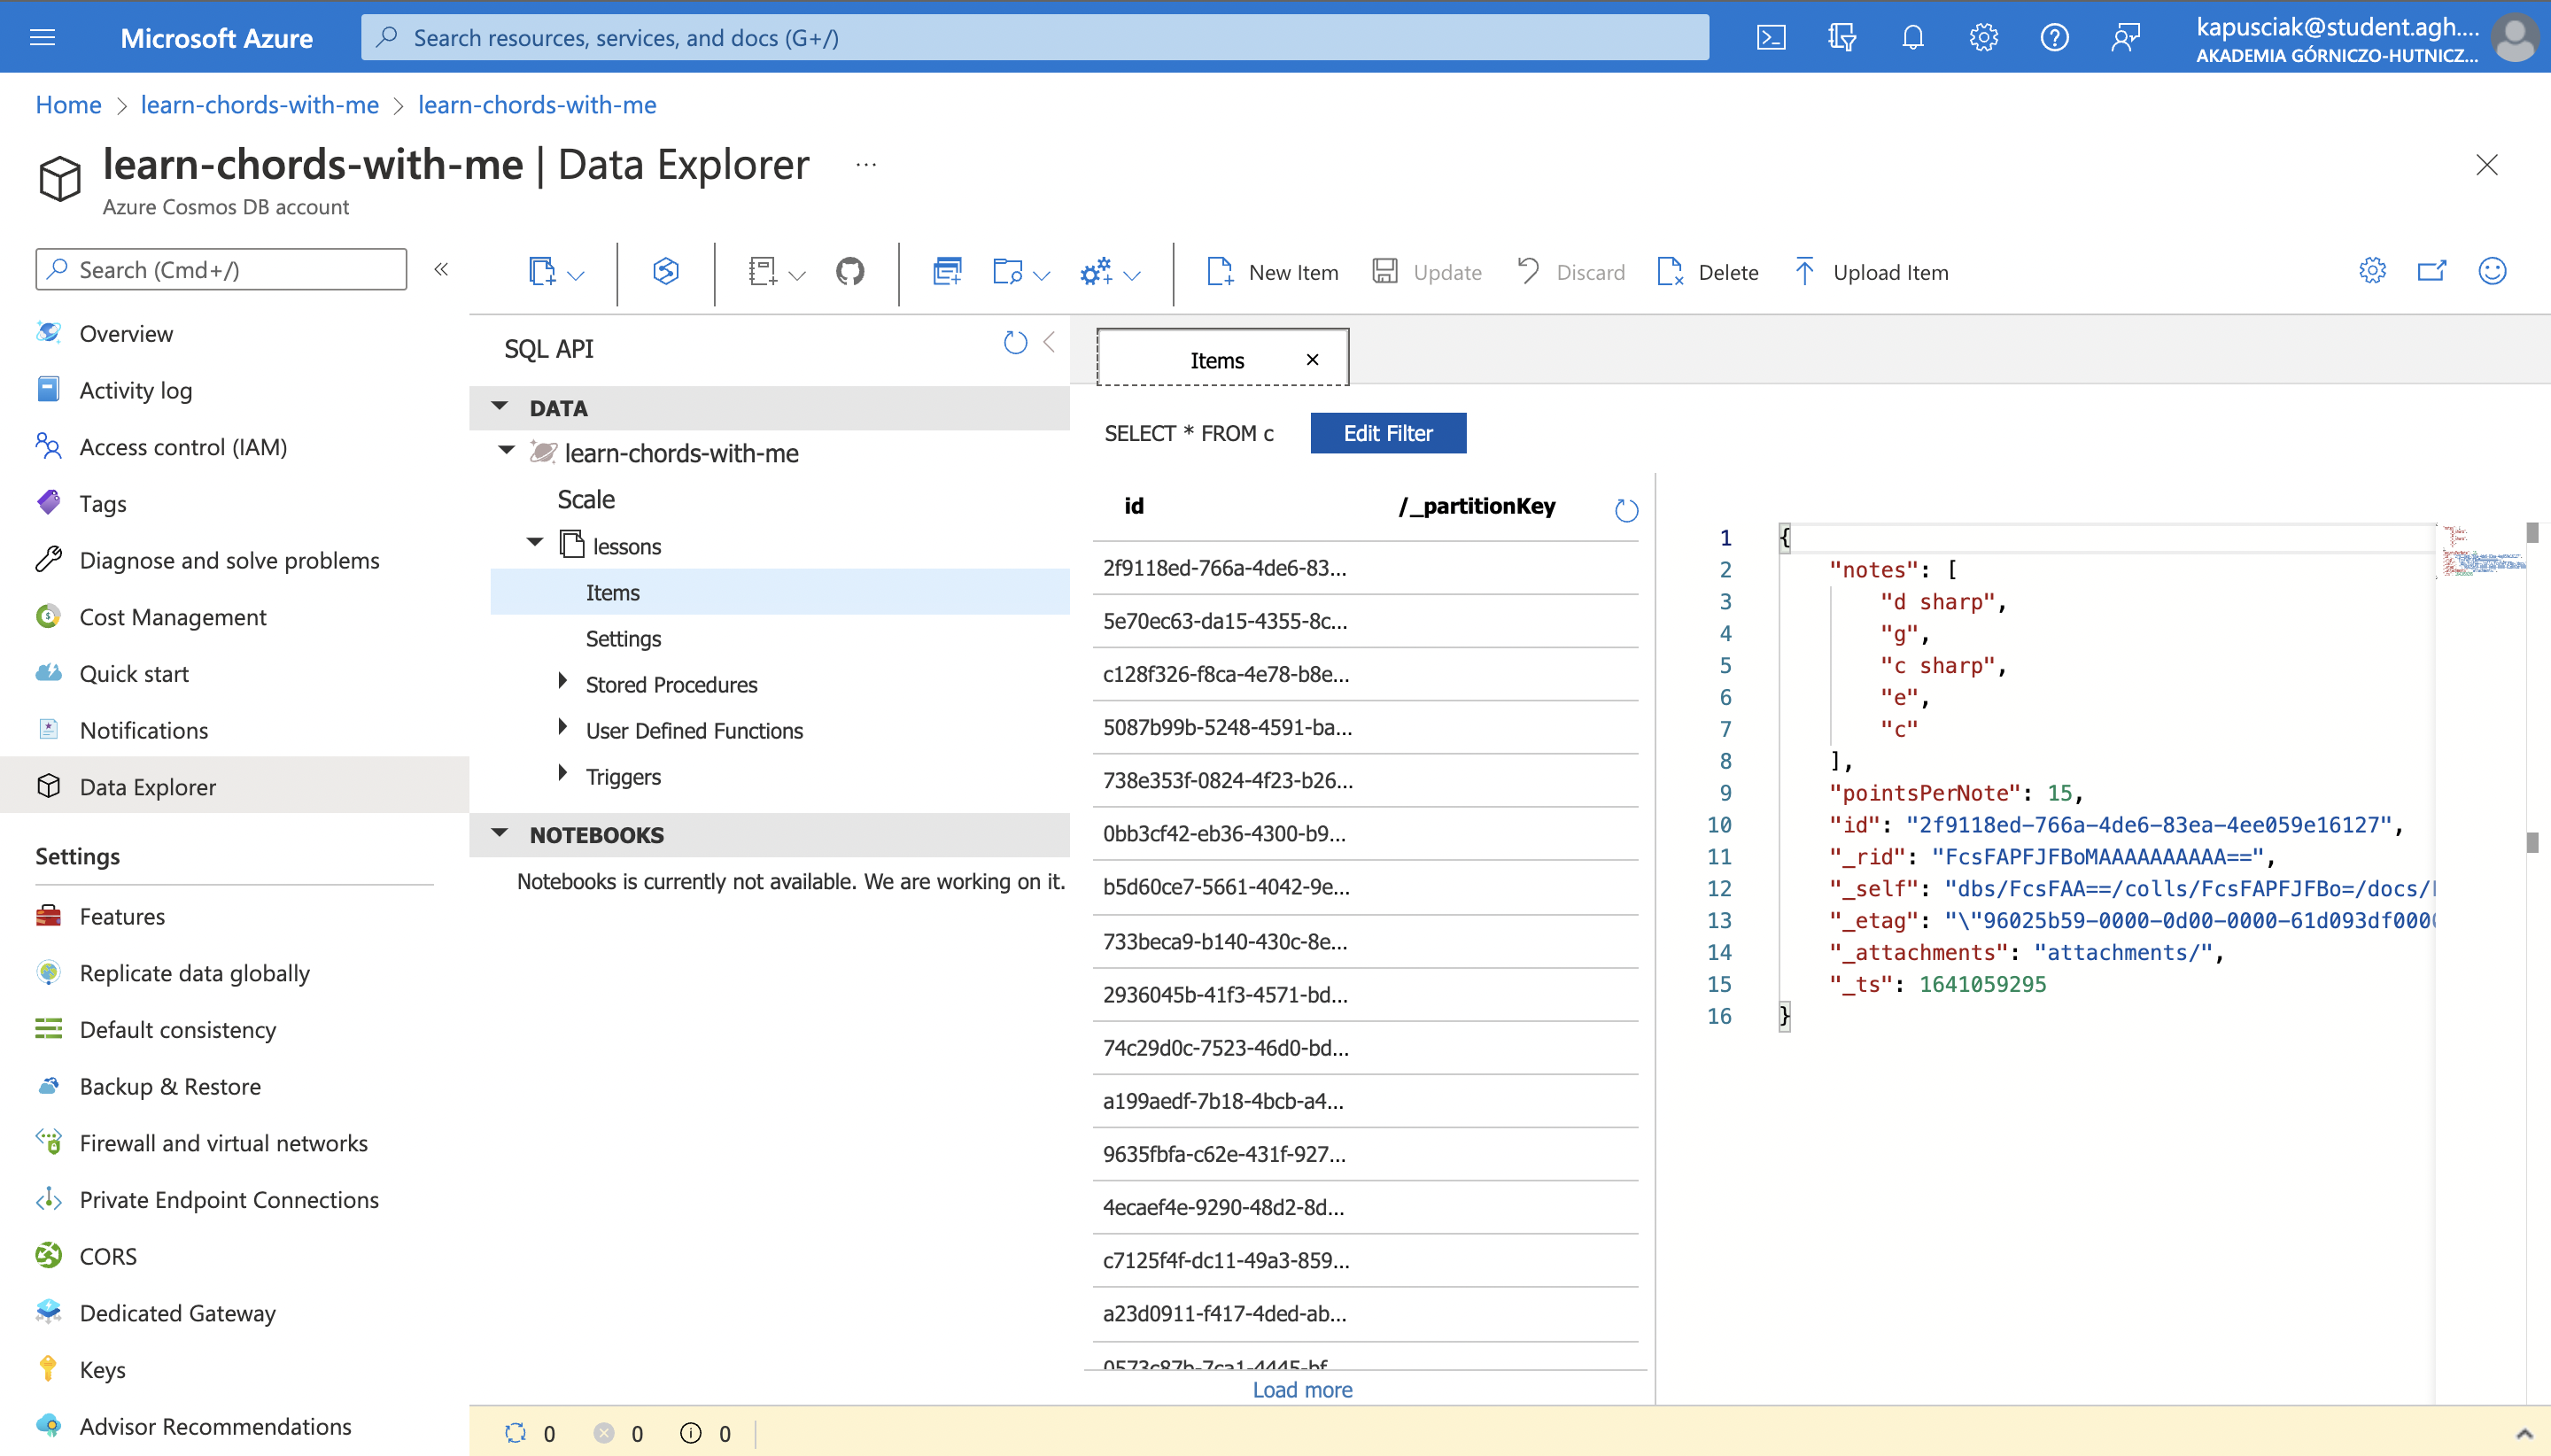 Microsoft Azure
Search resources, services, and docs (G+/)
kapusciak@student.agh....
AKADEMIA GÓRNICZO-HUTNICZ...
Home > learn-chords-with-me > learn-chords-with-me
learn-chords-with-me | Data Explorer ...
Azure Cosmos DB account
Search (Cmd+/)
Overview
Activity log
Access control (IAM)
Tags
Diagnose and solve problems
Cost Management
Quick start
Notifications
Data Explorer
Settings
Features
Replicate data globally
Default consistency
Backup & Restore
Firewall and virtual networks
Private Endpoint Connections
CORS
Dedicated Gateway
Keys
Advisor Recommendations
New Item
Update
Discard
Delete
Upload Item
SQL API
DATA
learn-chords-with-me
Scale
lessons
Items
Settings
Stored Procedures
User Defined Functions
Triggers
NOTEBOOKS
Notebooks is currently not available. We are working on it.
Items
SELECT * FROM c
Edit Filter
id /_partitionKey
2f9118ed-766a-4de6-83...
5e70ec63-da15-4355-8c...
c128f326-f8ca-4e78-b8e...
5087b99b-5248-4591-ba...
738e353f-0824-4f23-b26...
0bb3cf42-eb36-4300-b9...
b5d60ce7-5661-4042-9e...
733beca9-b140-430c-8e...
2936045b-41f3-4571-bd...
74c29d0c-7523-46d0-bd...
a199aedf-7b18-4bcb-a4...
9635fbfa-c62e-431f-927...
4ecaef4e-9290-48d2-8d...
c7125f4f-dc11-49a3-859...
a23d0911-f417-4ded-ab...
0573c87b-7ca1-4445-bf
Load more
1 {
2 "notes": [
3 "d sharp",
4 "g",
5 "c sharp",
6 "e",
7 "c"
8 ],
9 "pointsPerNote": 15,
10 "id": "2f9118ed-766a-4de6-83ea-4ee059e16127",
11 "_rid": "FcsFAPFJFBoMAAAAAAAAAA==",
12 "_self": "dbs/FcsFAA==/colls/FcsFAPFJFBo=/docs/
13 "_etag": "\"96025b59-0000-0d00-0000-61d093df000
14 "_attachments": "attachments/",
15 "_ts": 1641059295
16 }
0 0 0